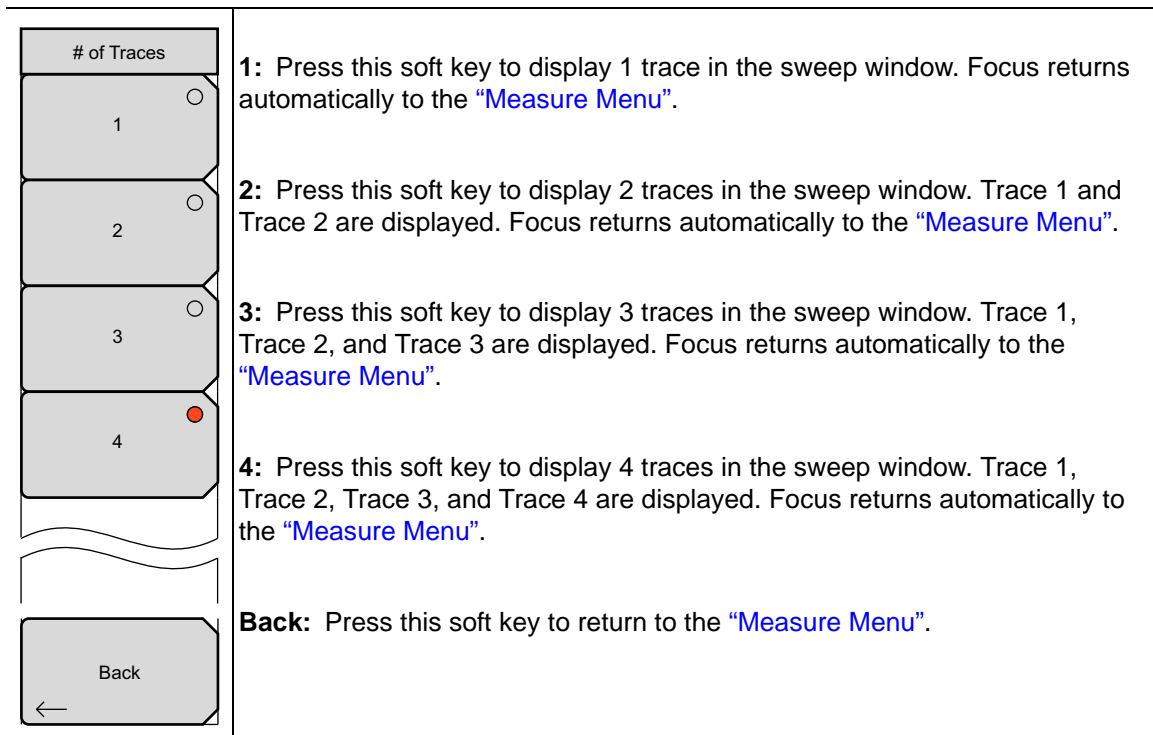 # of Traces
1
2
3
4
Back
1: Press this soft key to display 1 trace in the sweep window. Focus returns
automatically to the “Measure Menu”.
2: Press this soft key to display 2 traces in the sweep window. Trace 1 and
Trace 2 are displayed. Focus returns automatically to the “Measure Menu”.
3: Press this soft key to display 3 traces in the sweep window. Trace 1,
Trace 2, and Trace 3 are displayed. Focus returns automatically to the
“Measure Menu”.
4: Press this soft key to display 4 traces in the sweep window. Trace 1,
Trace 2, Trace 3, and Trace 4 are displayed. Focus returns automatically to
the “Measure Menu”.
Back: Press this soft key to return to the “Measure Menu”.